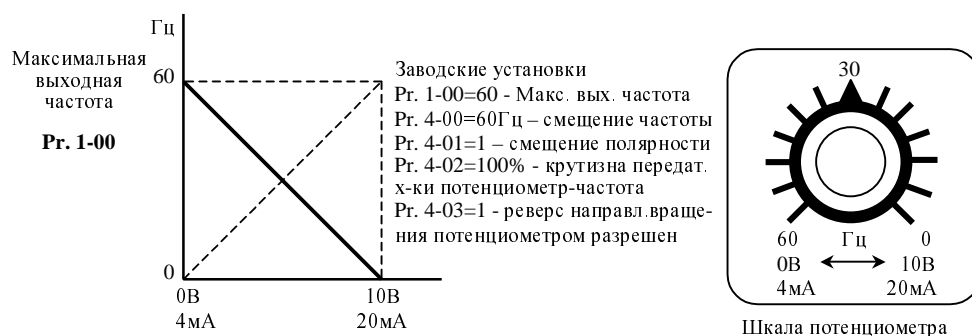 Гц
Максимальная
выходная
частота
Pr. 1-00
60
0
0В
10В
4мА
20мА
Заводские установки
Pr. 1-00=60 - Макс. вых. частота
Pr. 4-00=60Гц – смещение частоты
Pr. 4-01=1 – смещение полярности
Pr. 4-02=100% - крутизна передат.
х-ки потенциометр-частота
Pr. 4-03=1 - реверс направл.враще-
ния потенциометром разрешен
30
60 Гц 0
0В 10В
4мА 20мА
Шкала потенциометра